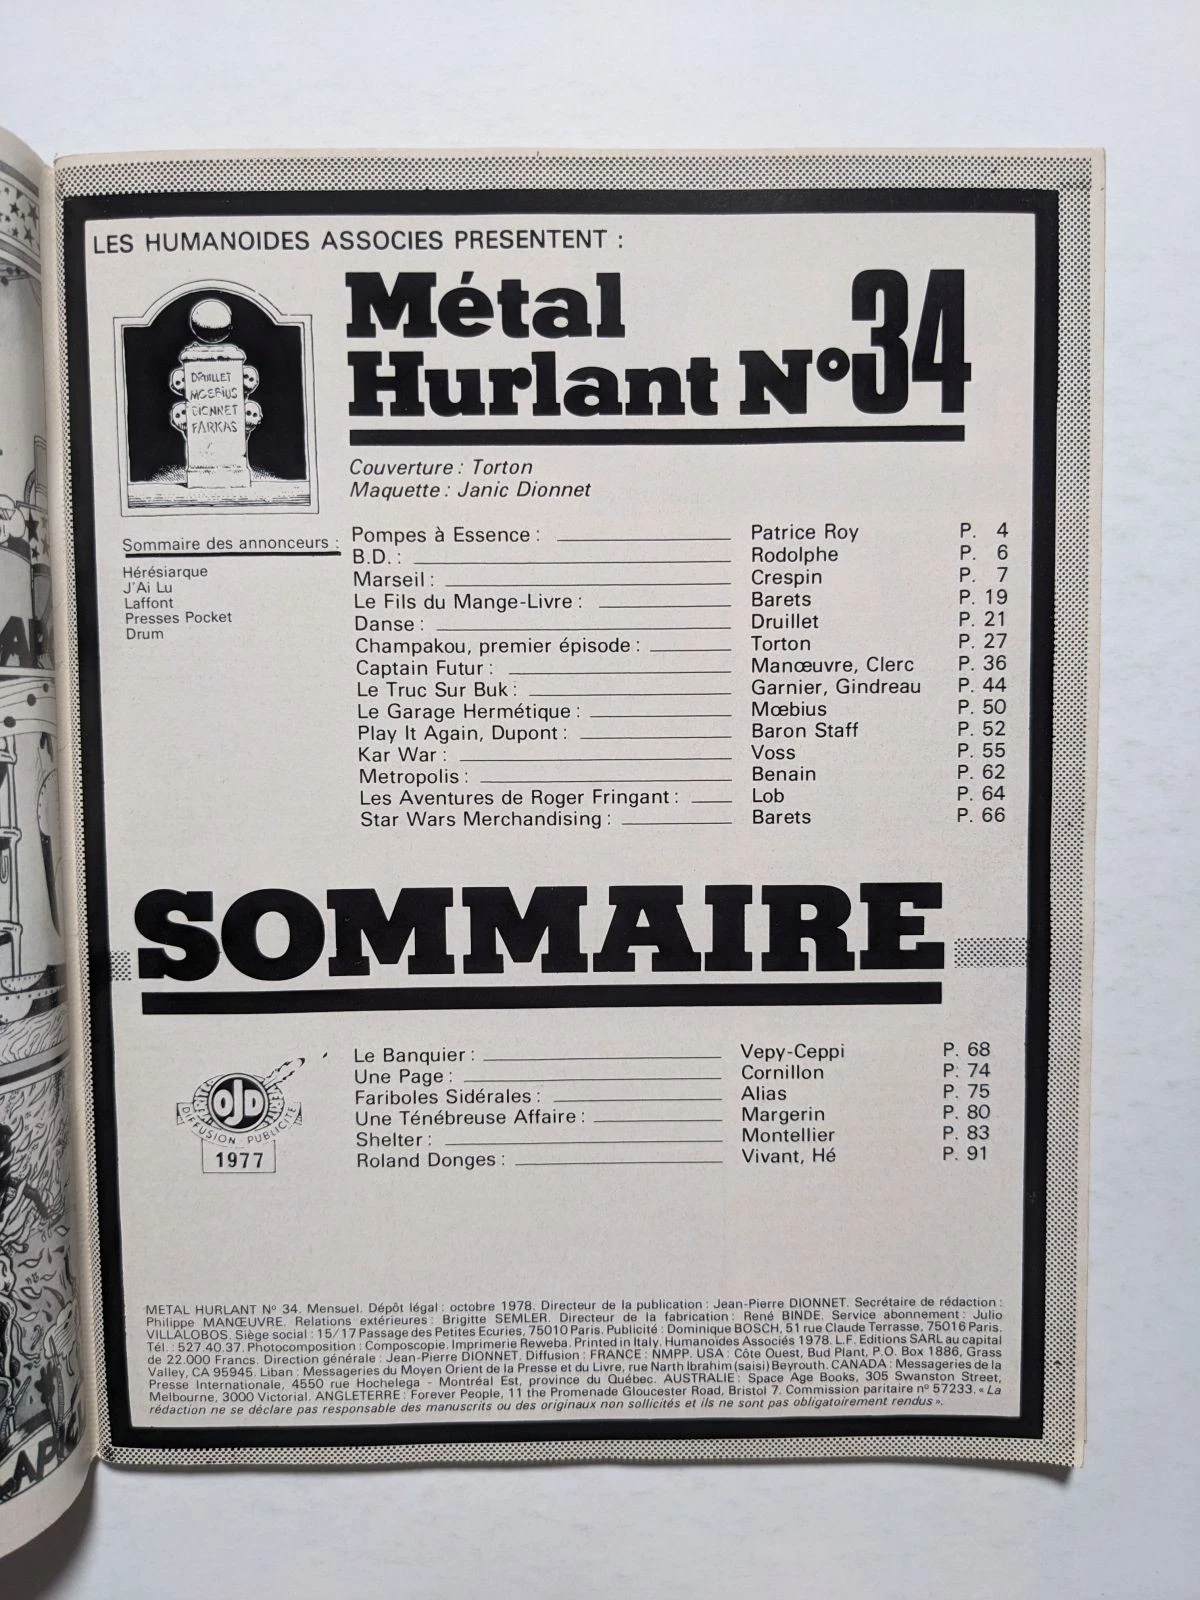 LES HUMANOIDES ASSOCIES PRESENTENT :
Métal
Hurlant Nº34
DRUILLET
MOEBIUS
DIONNET
FARKAS
Couverture : Torton
Maquette : Janic Dionnet
Sommaire des annonceurs :
Hérésiarque
J'Ai Lu
Laffont
Presses Pocket
Drum
Pompes à Essence : Patrice Roy P. 4
B.D. : Rodolphe P. 6
Marseil : Crespin P. 7
Le Fils du Mange-Livre : Barets P. 19
Danse : Druillet P. 21
Champakou, premier épisode : Torton P. 27
Captain Futur : Manœuvre, Clerc P. 36
Le Truc Sur Buk : Garnier, Gindreau P. 44
Le Garage Hermétique : Mœbius P. 50
Play It Again, Dupont : Baron Staff P. 52
Kar War : Voss P. 55
Metropolis : Benain P. 62
Les Aventures de Roger Fringant : Lob P. 64
Star Wars Merchandising : Barets P. 66
SOMMAIRE
OJD
DIFFUSION PUBLICITÉ
1977
Le Banquier : Vepy-Ceppi P. 68
Une Page : Cornillon P. 74
Fariboles Sidérales : Alias P. 75
Une Ténébreuse Affaire : Margerin P. 80
Shelter : Montellier P. 83
Roland Donges : Vivant, Hé P. 91
METAL HURLANT Nº 34. Mensuel. Dépôt légal : octobre 1978. Directeur de la publication : Jean-Pierre DIONNET. Secrétaire de rédaction :
Philippe MANŒUVRE. Relations extérieures : Brigitte SEMLER. Directeur de la fabrication : René BINDE. Service abonnement : Julio
VILLALOBOS. Siège social : 15/17 Passage des Petites Ecuries, 75010 Paris. Publicité : Dominique BOSCH, 51 rue Claude Terrasse, 75016 Paris.
Tél. : 527.40.37. Photocomposition : Composcopie. Imprimerie Reweba. Printed in Italy. Humanoides Associés 1978. L.F. Editions SARL au capital
de 22.000 Francs. Direction générale : Jean-Pierre DIONNET. Diffusion : FRANCE : NMPP. USA : Côte Ouest, Bud Plant, P.O. Box 1886, Grass
Valley, CA 95945. Liban : Messageries du Moyen Orient de la Presse et du Livre, rue Narth Ibrahim (saisi) Beyrouth. CANADA : Messageries de la
Presse Internationale, 4550 rue Hochelega - Montréal Est, province du Québec. AUSTRALIE : Space Age Books, 305 Swanston Street,
Melbourne, 3000 Victorial. ANGLETERRE : Forever People, 11 the Promenade Gloucester Road, Bristol 7. Commission paritaire nº 57233. « La
rédaction ne se déclare pas responsable des manuscrits ou des originaux non sollicités et ils ne sont pas obligatoirement rendus ».